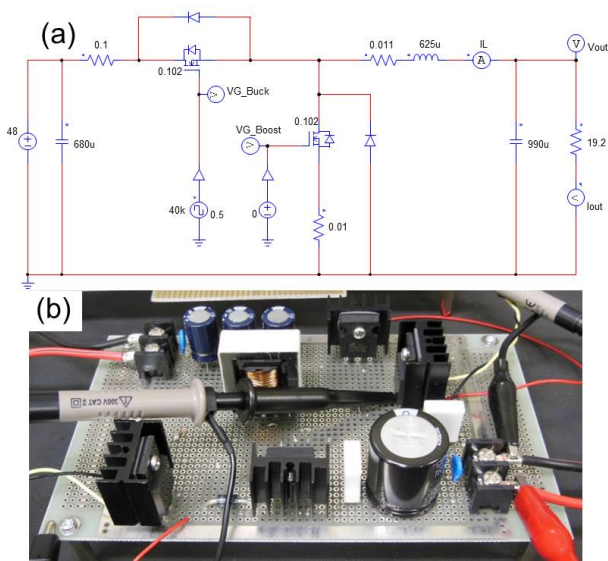 (a)
0.1
0.102
VG_Buck
0.011
625u
IL
A
V
Vout
VG_Boost
0.102
48
680u
990u
19.2
40k
0.5
0
0.01
Iout
(b)
300V CAT II